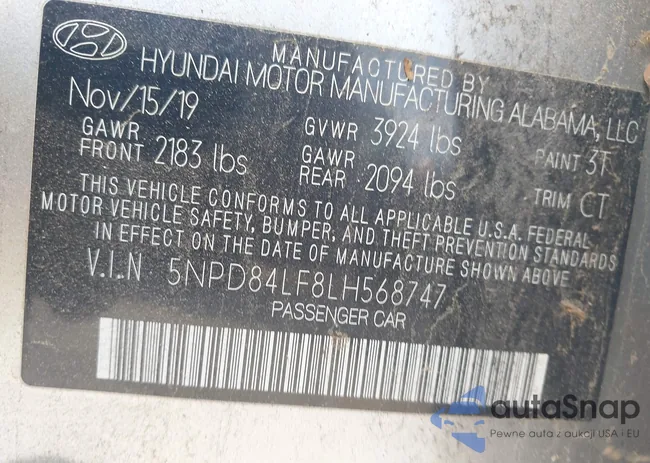 MANUFACTURED BY
HYUNDAI MOTOR MANUFACTURING ALABAMA, LLC
Nov/15/19 GVWR 3924 lbs PAINT 3T
GAWR FRONT 2183 lbs GAWR REAR 2094 lbs TRIM CT
THIS VEHICLE CONFORMS TO ALL APPLICABLE U.S.A. FEDERAL
MOTOR VEHICLE SAFETY, BUMPER, AND THEFT PREVENTION STANDARDS
IN EFFECT ON THE DATE OF MANUFACTURE SHOWN ABOVE
V.I.N 5NPD84LF8LH568747
PASSENGER CAR
autaSnap
Pewne auta z aukcji USA i EU